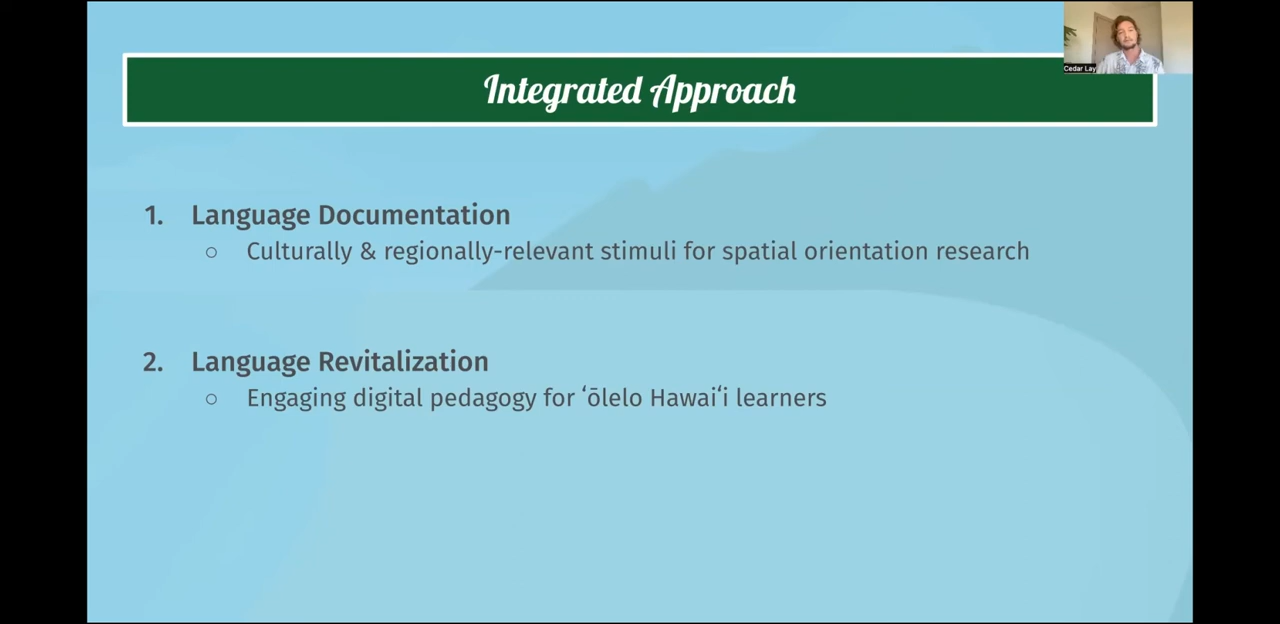 Cedar Lay
Integrated Approach
1. Language Documentation
○ Culturally & regionally-relevant stimuli for spatial orientation research
2. Language Revitalization
○ Engaging digital pedagogy for ʻōlelo Hawaiʻi learners